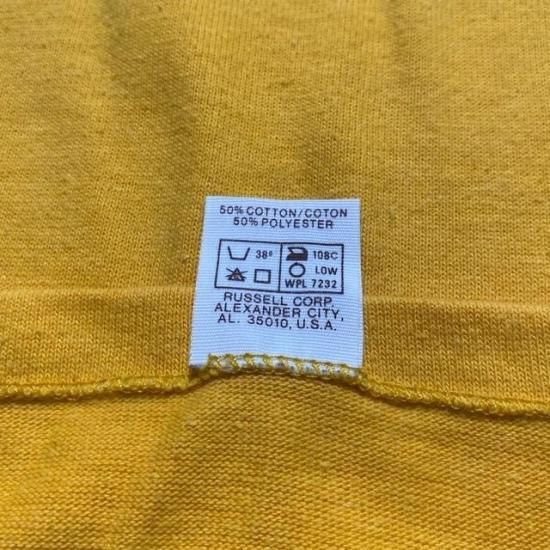 50% COTTON/COTON
50% POLYESTER
38° 108C
LOW
WPL 7232
RUSSELL CORP.
ALEXANDER CITY,
AL. 35010, U.S.A.